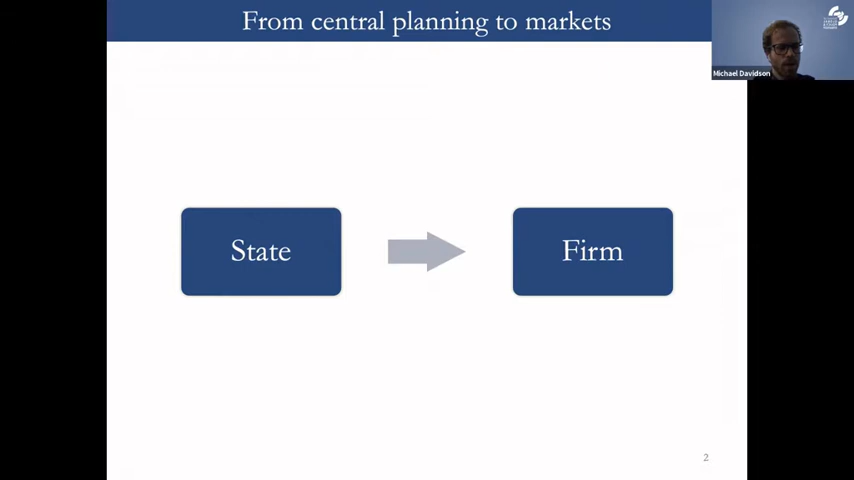 From central planning to markets
Michael Davidson
State
Firm
2